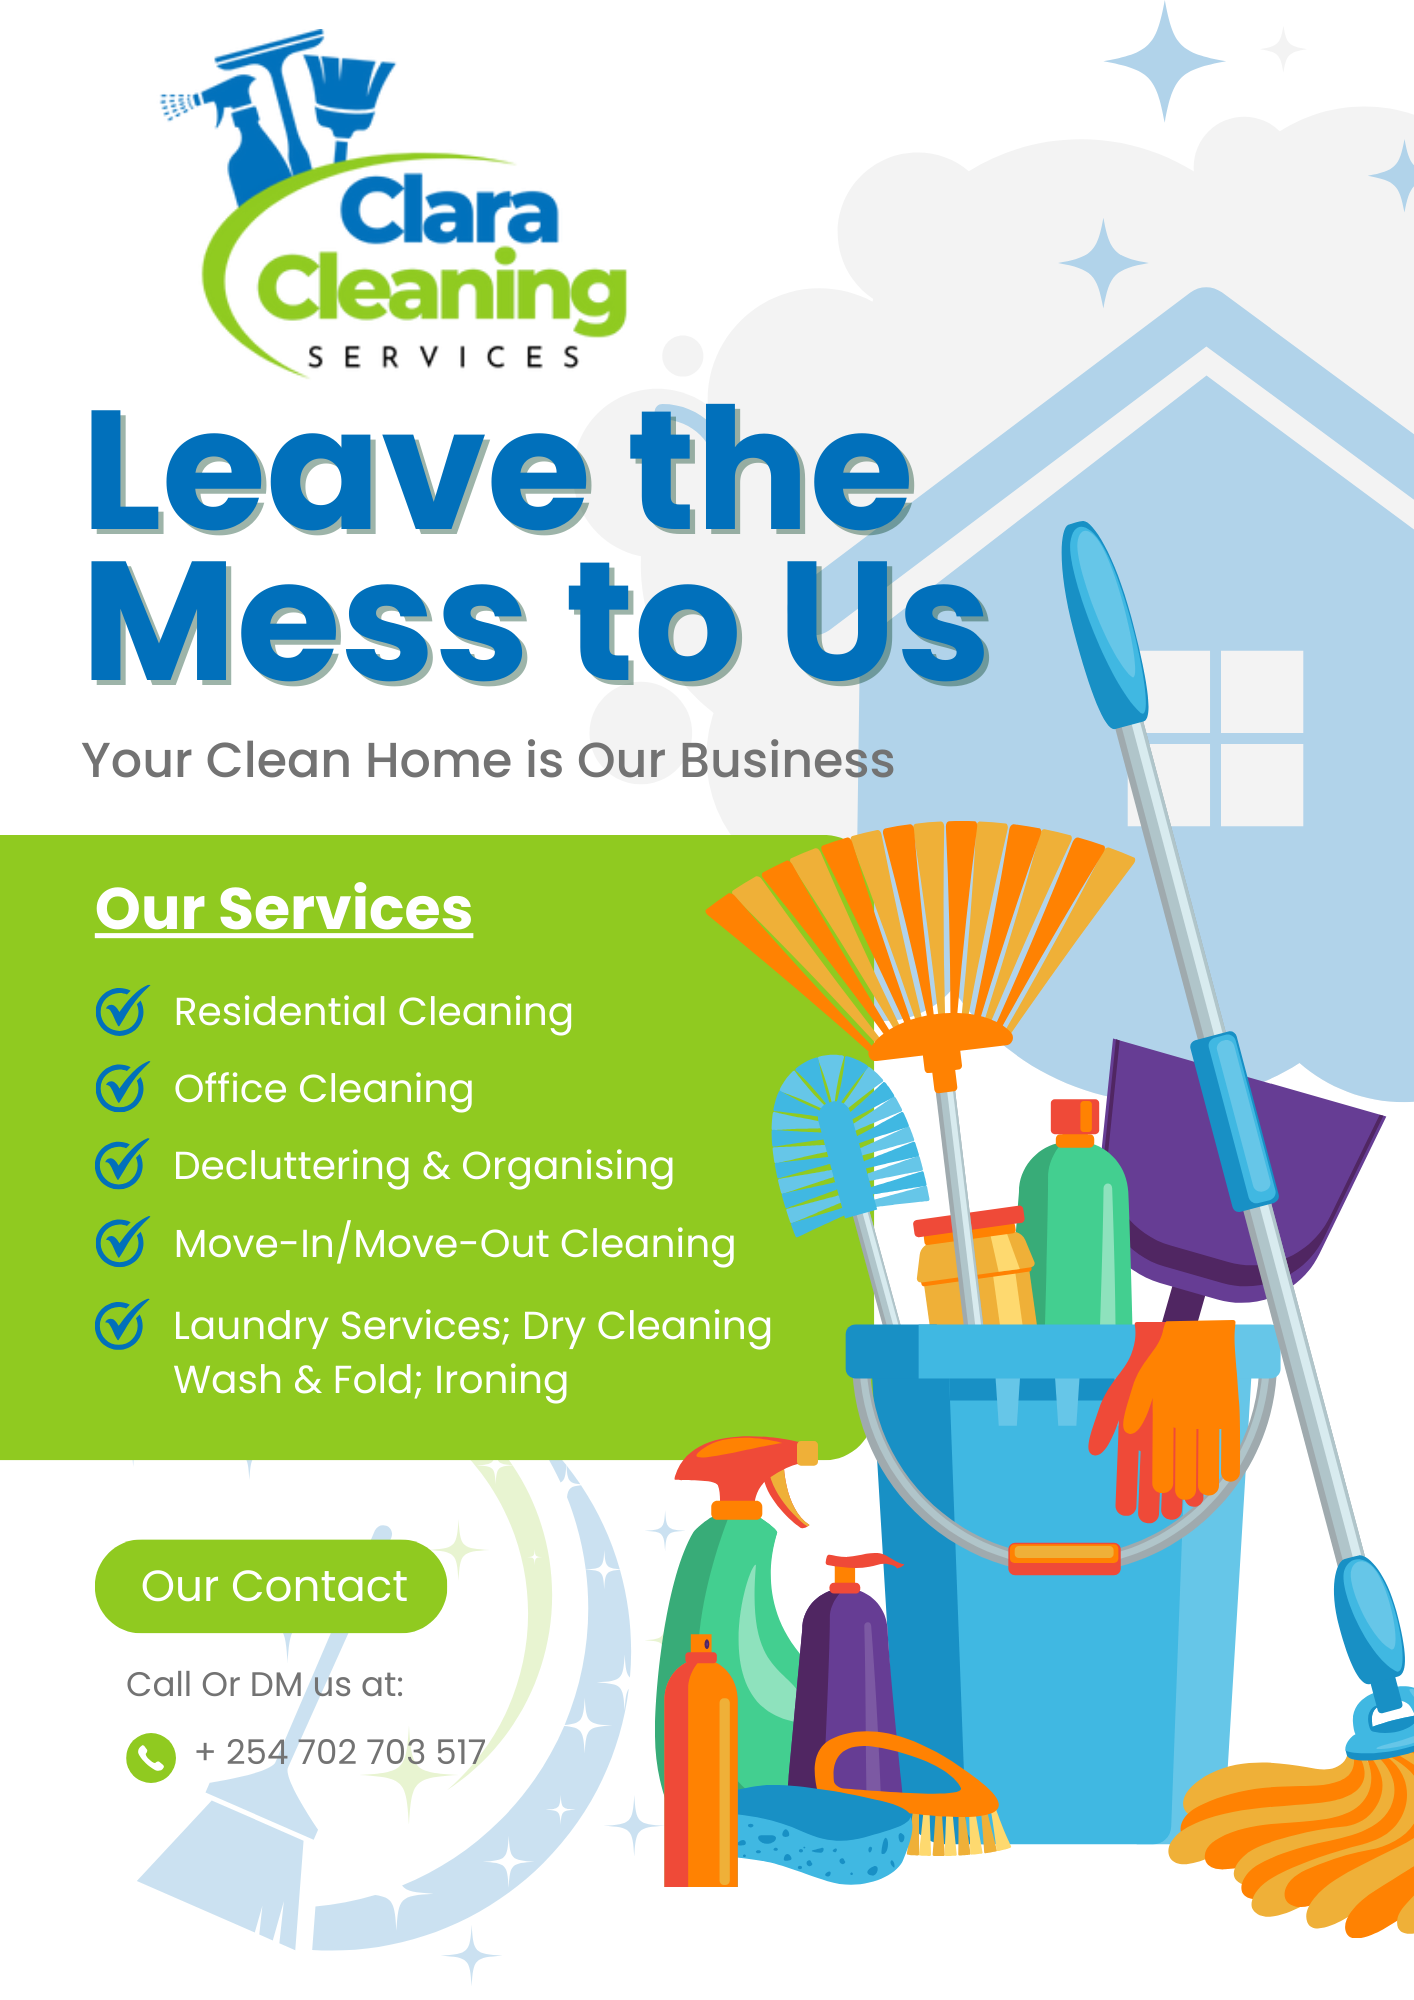 Clara
Cleaning
SERVICES
Leave the
Mess to Us
Your Clean Home is Our Business
Our Services
Residential Cleaning
Office Cleaning
Decluttering & Organising
Move-In/Move-Out Cleaning
Laundry Services; Dry Cleaning
Wash & Fold; Ironing
Our Contact
Call Or DM us at:
+ 254 702 703 517